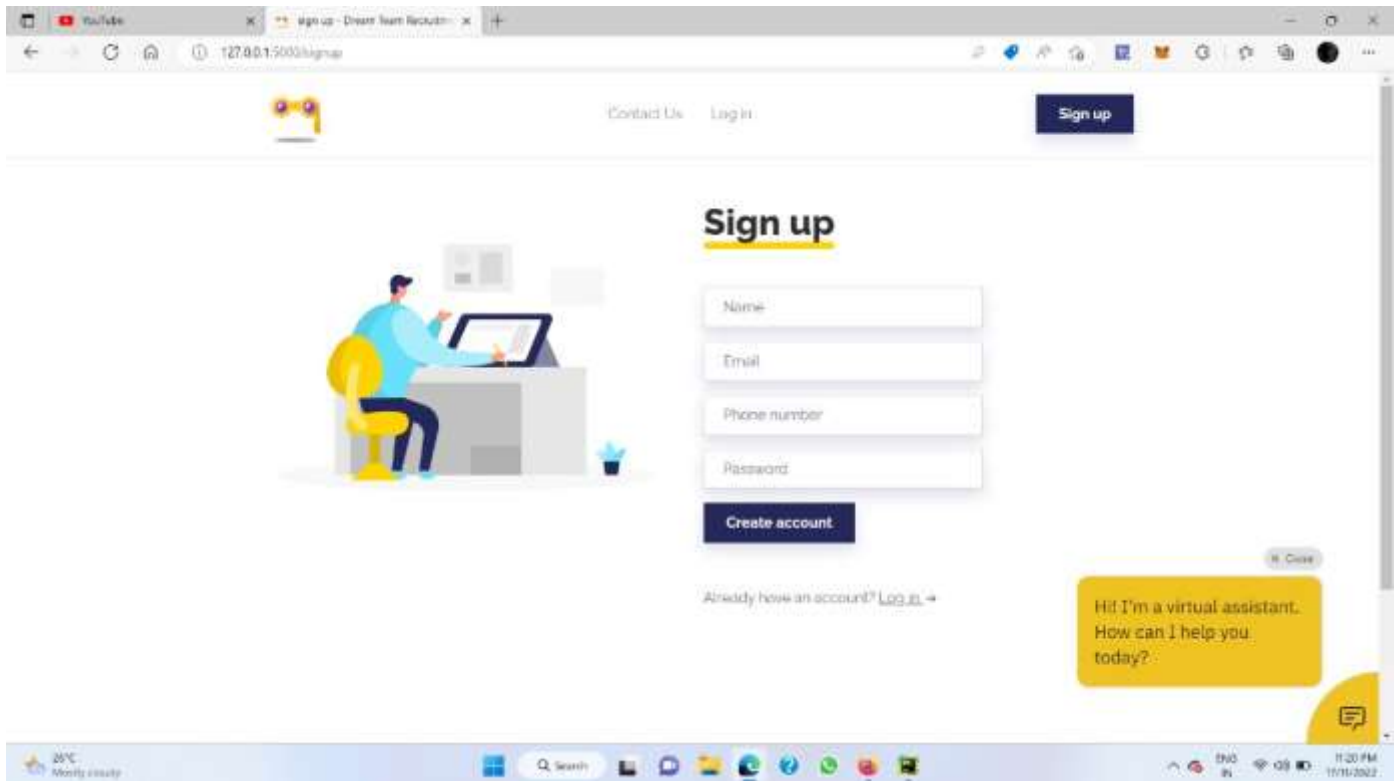 YouTube
sign up - Dream Team Recruitm
127.0.0.1:5000/signup
Contact Us
Log in
Sign up
Sign up
Name
Email
Phone number
Password
Create account
Already have an account? Log in →
Close
Hi! I'm a virtual assistant.
How can I help you
today?
26°C
Mostly cloudy
Search
ENG
IN
11:20 PM